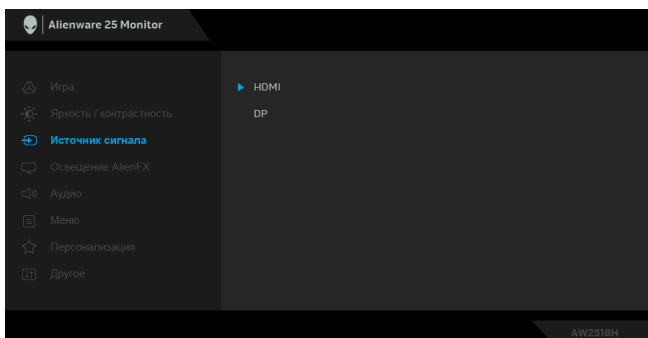 Alienware 25 Monitor
Игра
Яркость / контрастность
Источник сигнала
Освещение AlienFX
Аудио
Меню
Персонализация
Другое
HDMI
DP
AW2518H